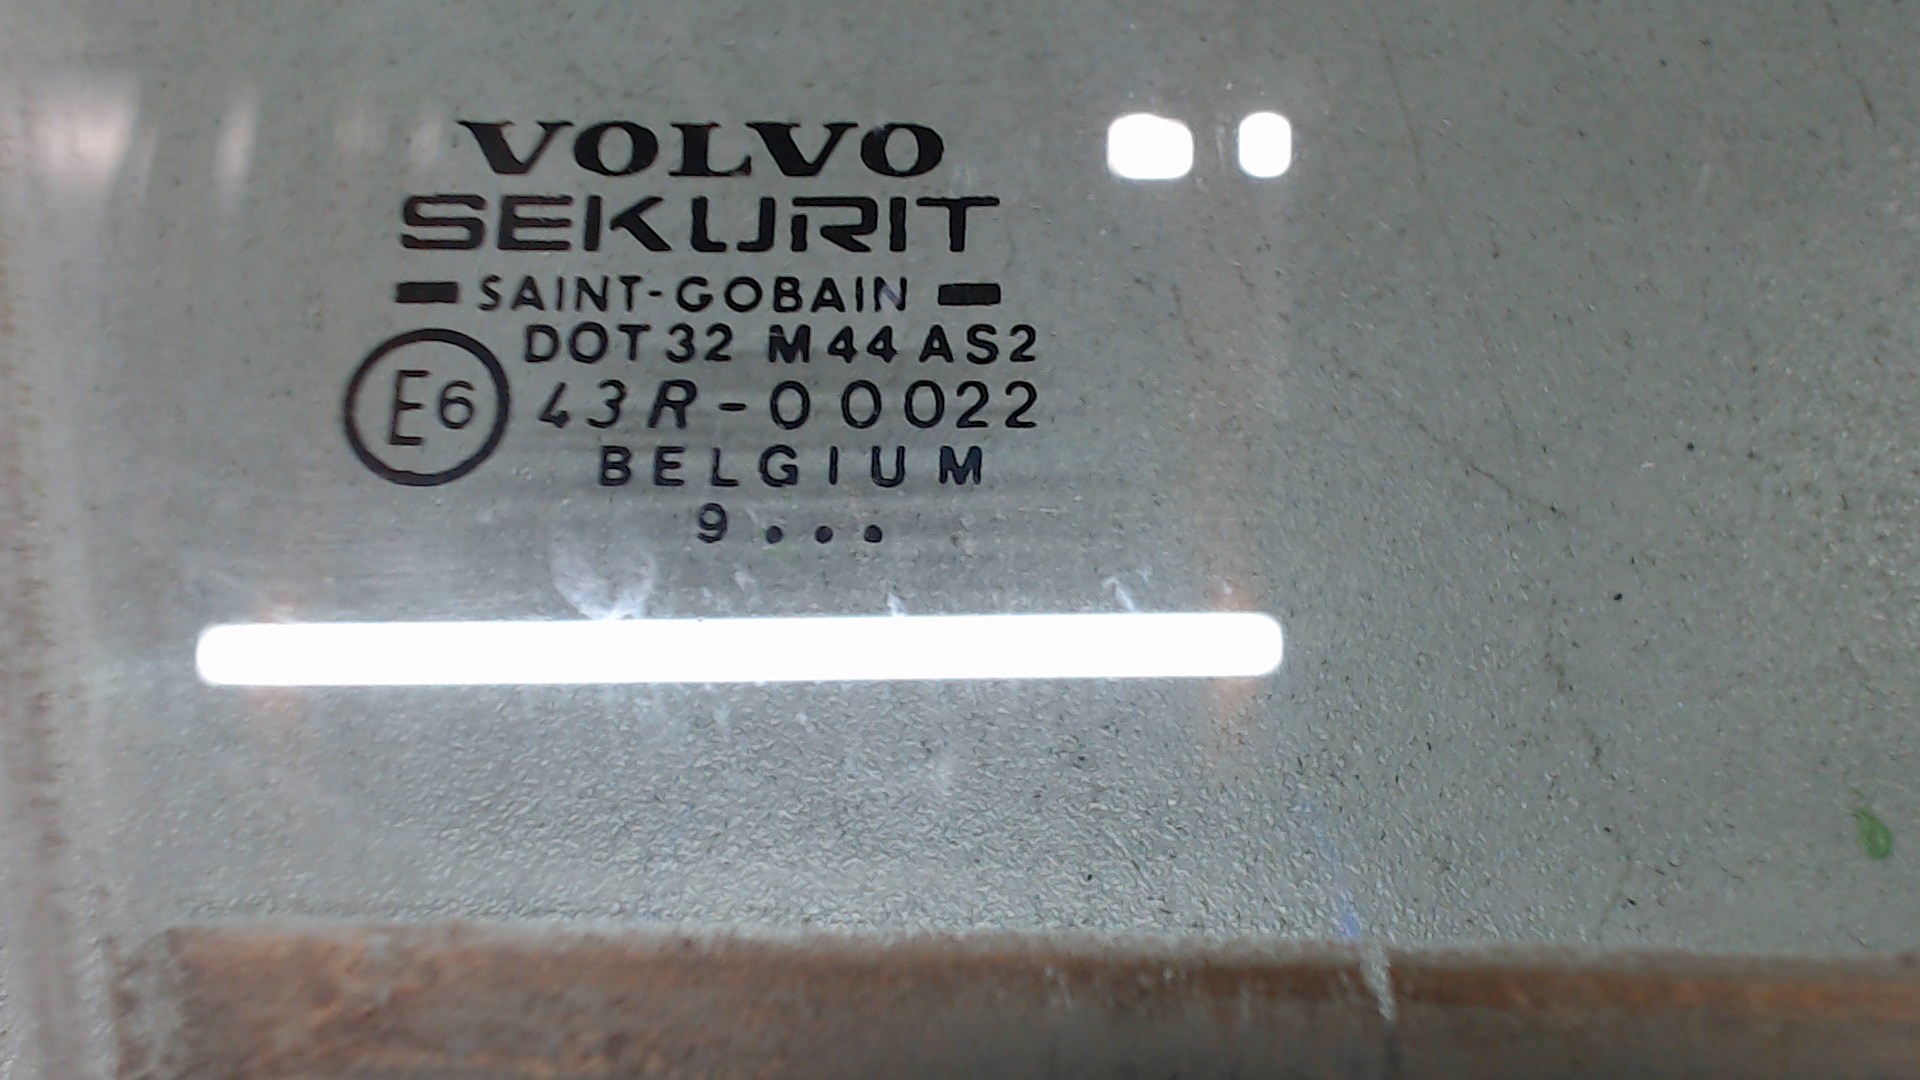 VOLVO
SEKURIT
SAINT-GOBAIN
DOT 32 M44 AS2
E6 43R-00022
BELGIUM
9...